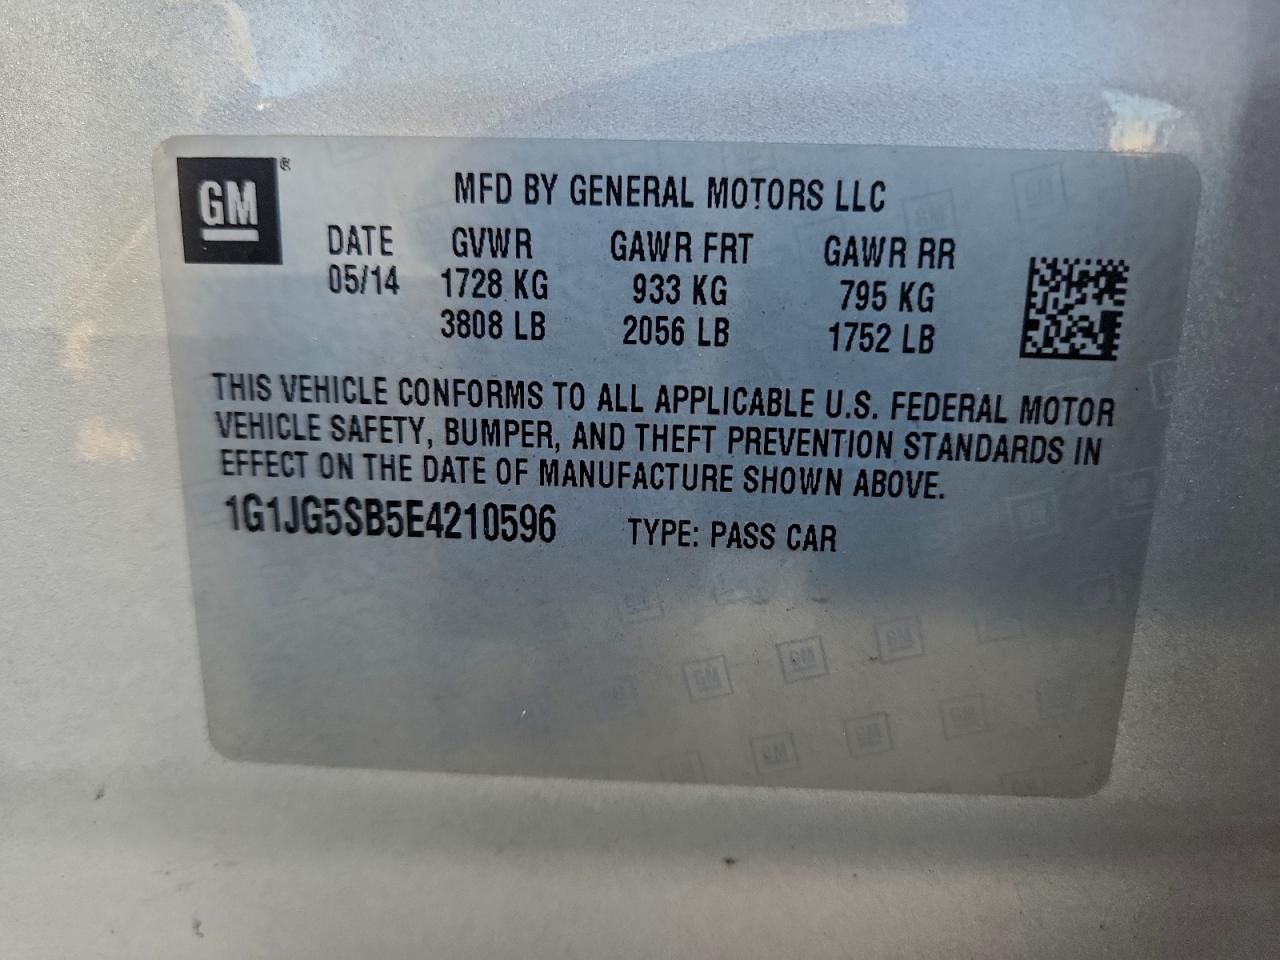 GM®
MFD BY GENERAL MOTORS LLC
DATE GVWR GAWR FRT GAWR RR
05/14 1728 KG 933 KG 795 KG
3808 LB 2056 LB 1752 LB
THIS VEHICLE CONFORMS TO ALL APPLICABLE U.S. FEDERAL MOTOR
VEHICLE SAFETY, BUMPER, AND THEFT PREVENTION STANDARDS IN
EFFECT ON THE DATE OF MANUFACTURE SHOWN ABOVE.
1G1JG5SB5E4210596 TYPE: PASS CAR